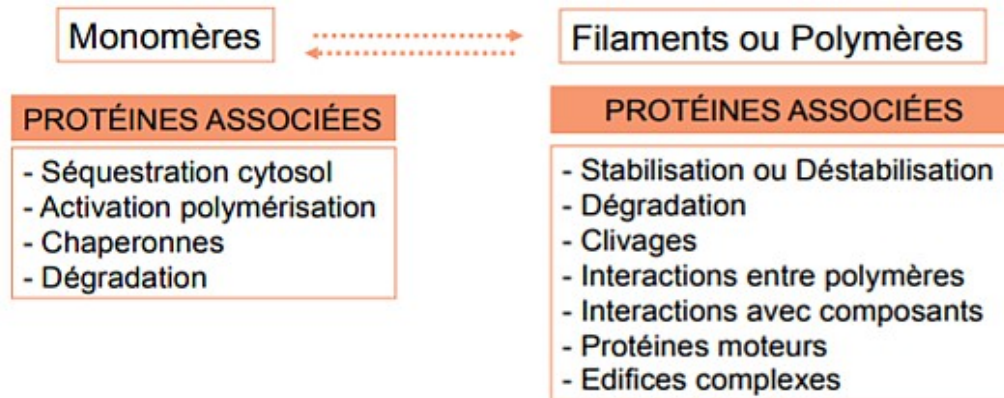 Monomères
Filaments ou Polymères
PROTÉINES ASSOCIÉES
- Séquestration cytosol
- Activation polymérisation
- Chaperonnes
- Dégradation
PROTÉINES ASSOCIÉES
- Stabilisation ou Déstabilisation
- Dégradation
- Clivages
- Interactions entre polymères
- Interactions avec composants
- Protéines moteurs
- Edifices complexes